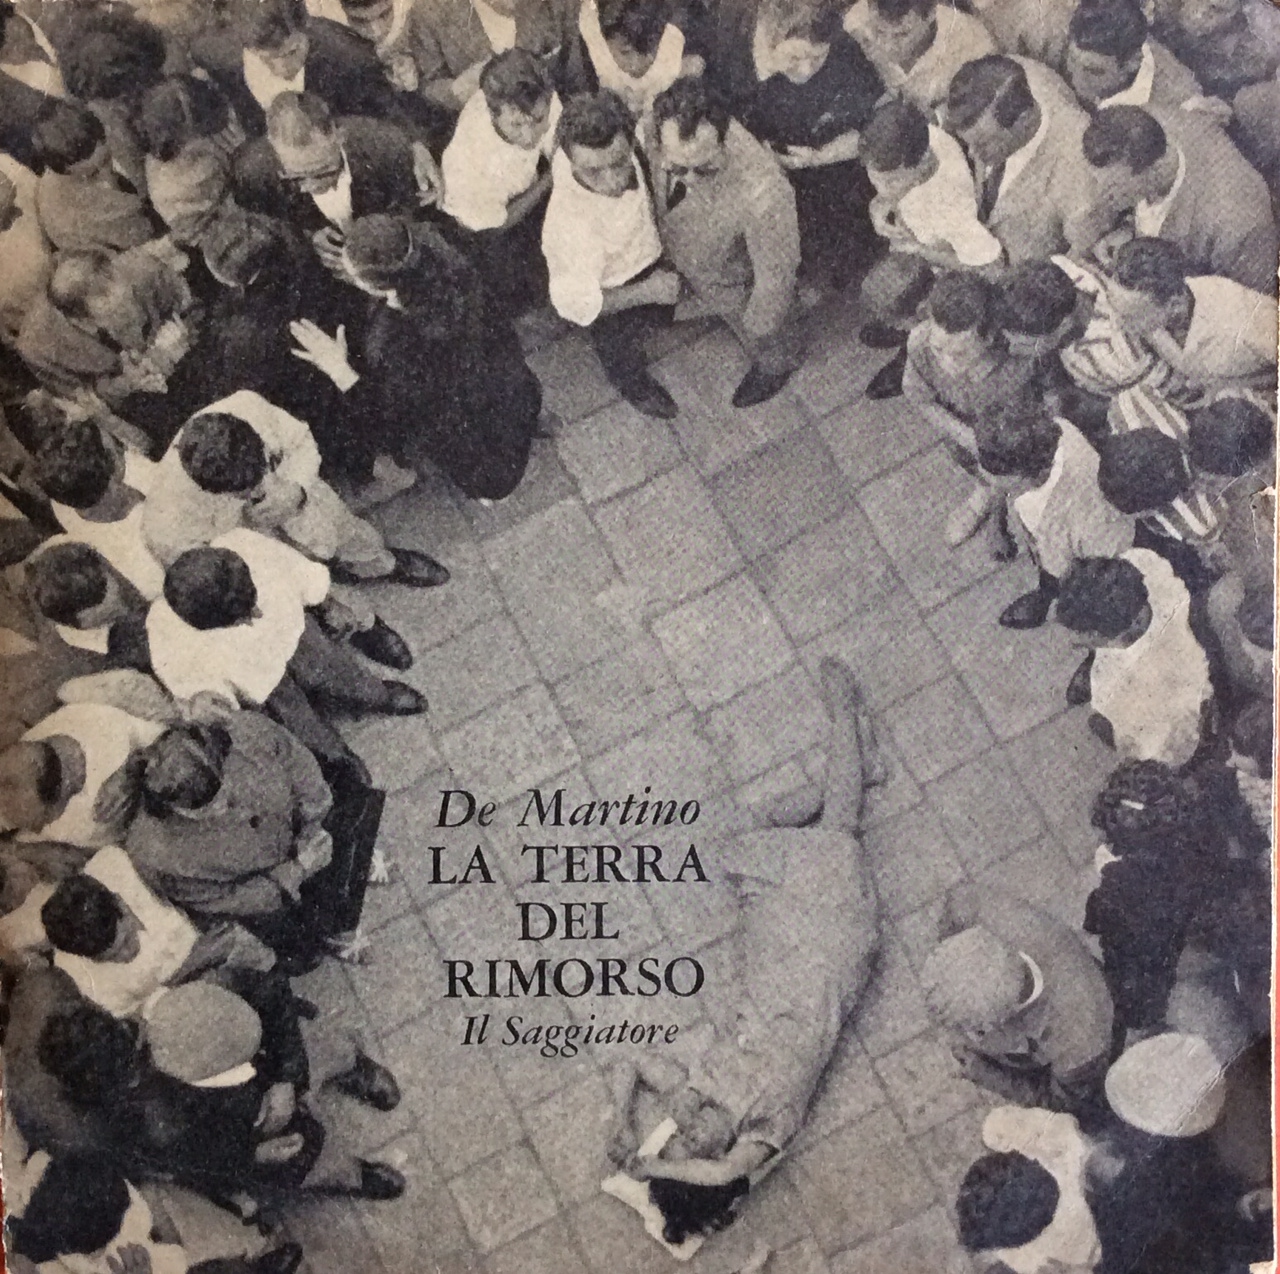 De Martino
LA TERRA
DEL
RIMORSO
Il Saggiatore